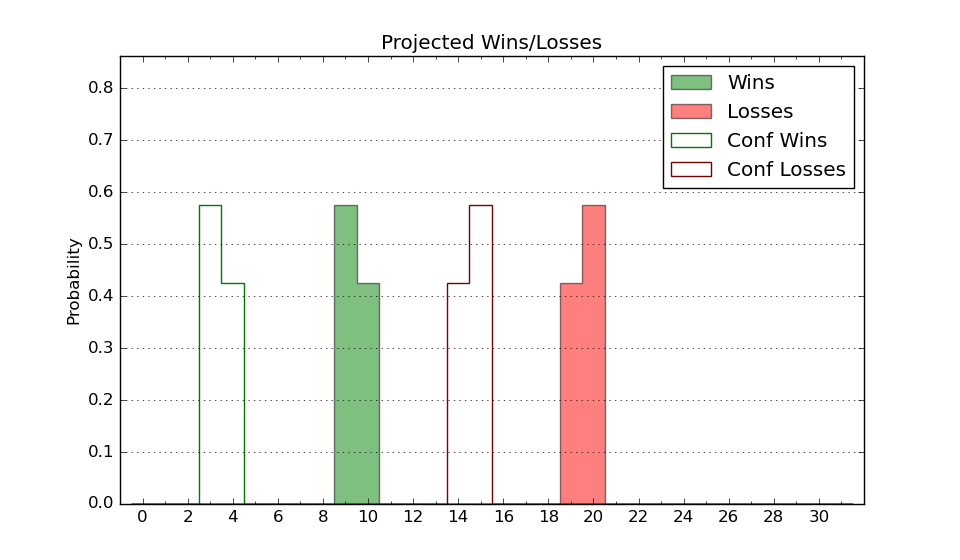 Projected Wins/Losses
Wins
Losses
Conf Wins
Conf Losses
Probability
0.8
0.7
0.6
0.5
0.4
0.3
0.2
0.1
0.0
0 2 4 6 8 10 12 14 16 18 20 22 24 26 28 30